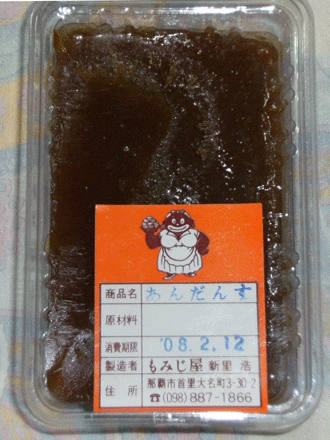 商品名 あんだんす
原材料
消費期限 '08.2.12
製造者 もみじ屋 新里 浩
住所 那覇市首里大名町3-30-2
☎(098)887-1866